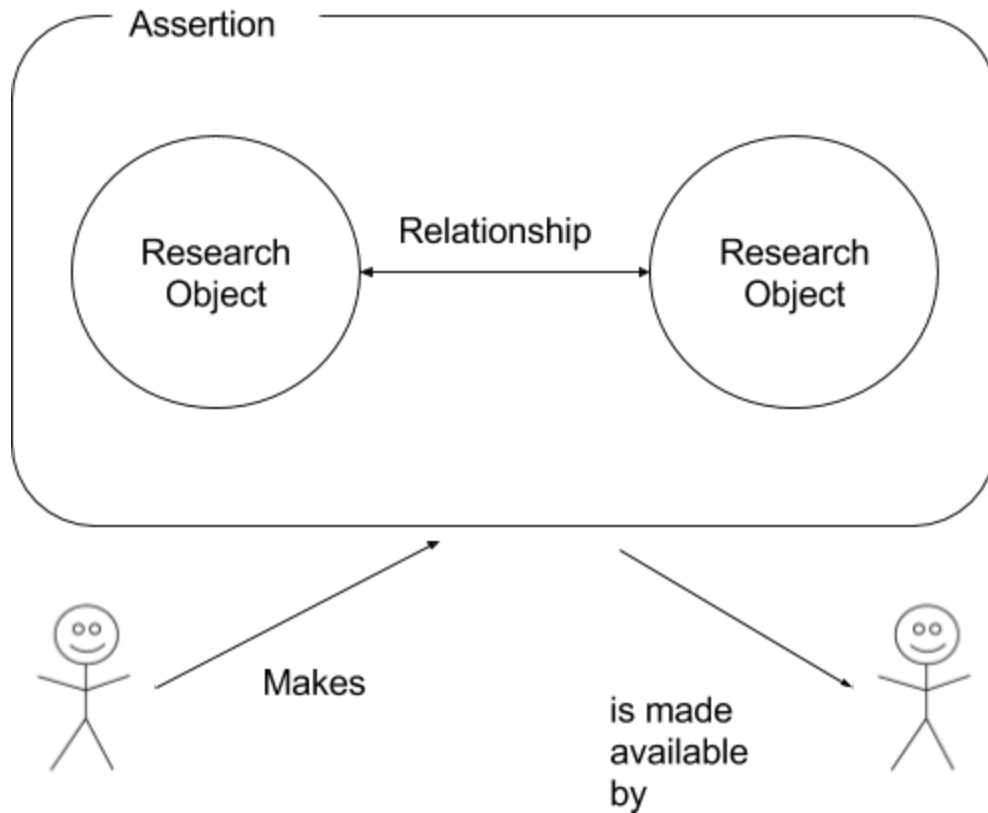 Assertion
Relationship
Research
Object
Research
Object
Makes
is made
available
by